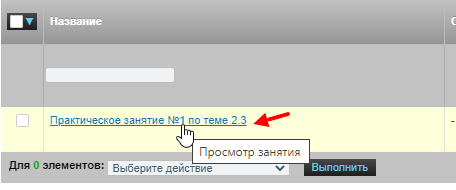 Название
Практическое занятие №1 по теме 2.3
Просмотр занятия
Для 0 элементов: Выберите действие Выполнить